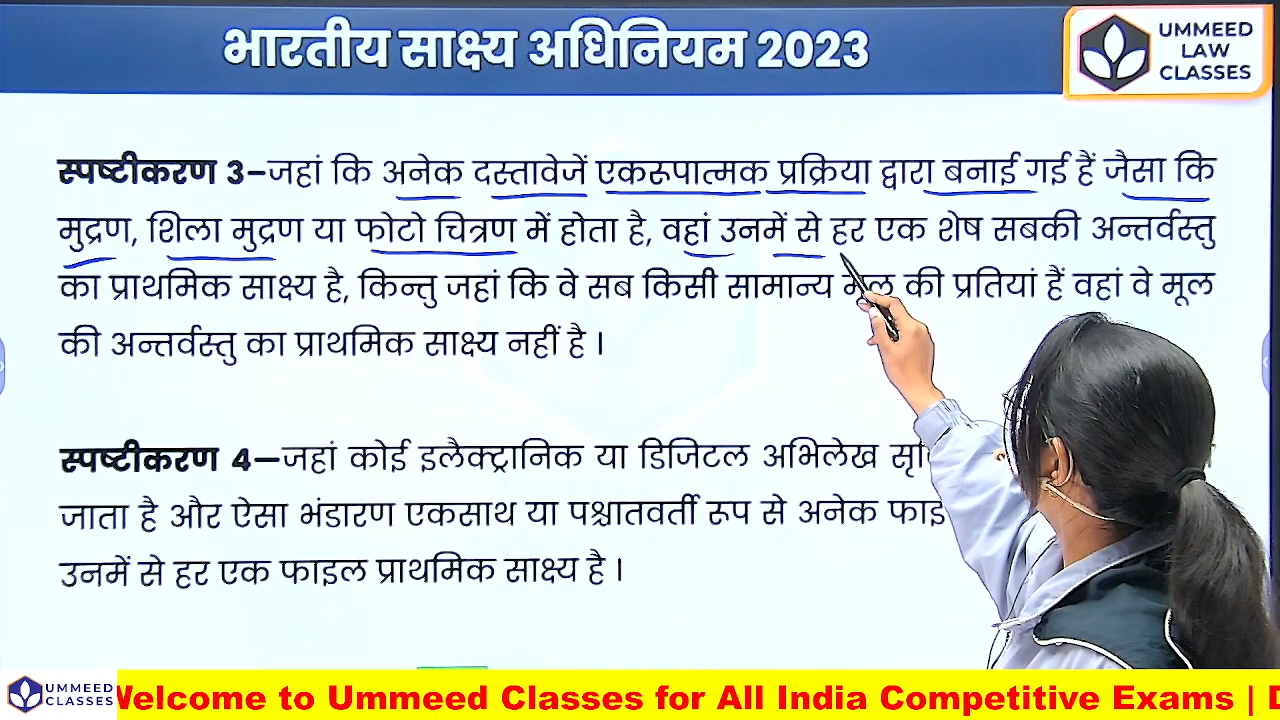 भारतीय साक्ष्य अधिनियम 2023
UMMEED
LAW
CLASSES
स्पष्टीकरण 3–जहां कि अनेक दस्तावेजें एकरूपात्मक प्रक्रिया द्वारा बनाई गई हैं जैसा कि
मुद्रण, शिला मुद्रण या फोटो चित्रण में होता है, वहां उनमें से हर एक शेष सबकी अन्तर्वस्तु
का प्राथमिक साक्ष्य है, किन्तु जहां कि वे सब किसी सामान्य मूल की प्रतियां हैं वहां वे मूल
की अन्तर्वस्तु का प्राथमिक साक्ष्य नहीं है ।
स्पष्टीकरण 4—जहां कोई इलैक्ट्रानिक या डिजिटल अभिलेख
जाता है और ऐसा भंडारण एकसाथ या पश्चातवर्ती रूप से अनेक
उनमें से हर एक फाइल प्राथमिक साक्ष्य है ।
UMMEED
CLASSES
Welcome to Ummeed Classes for All India Competitive Exams |